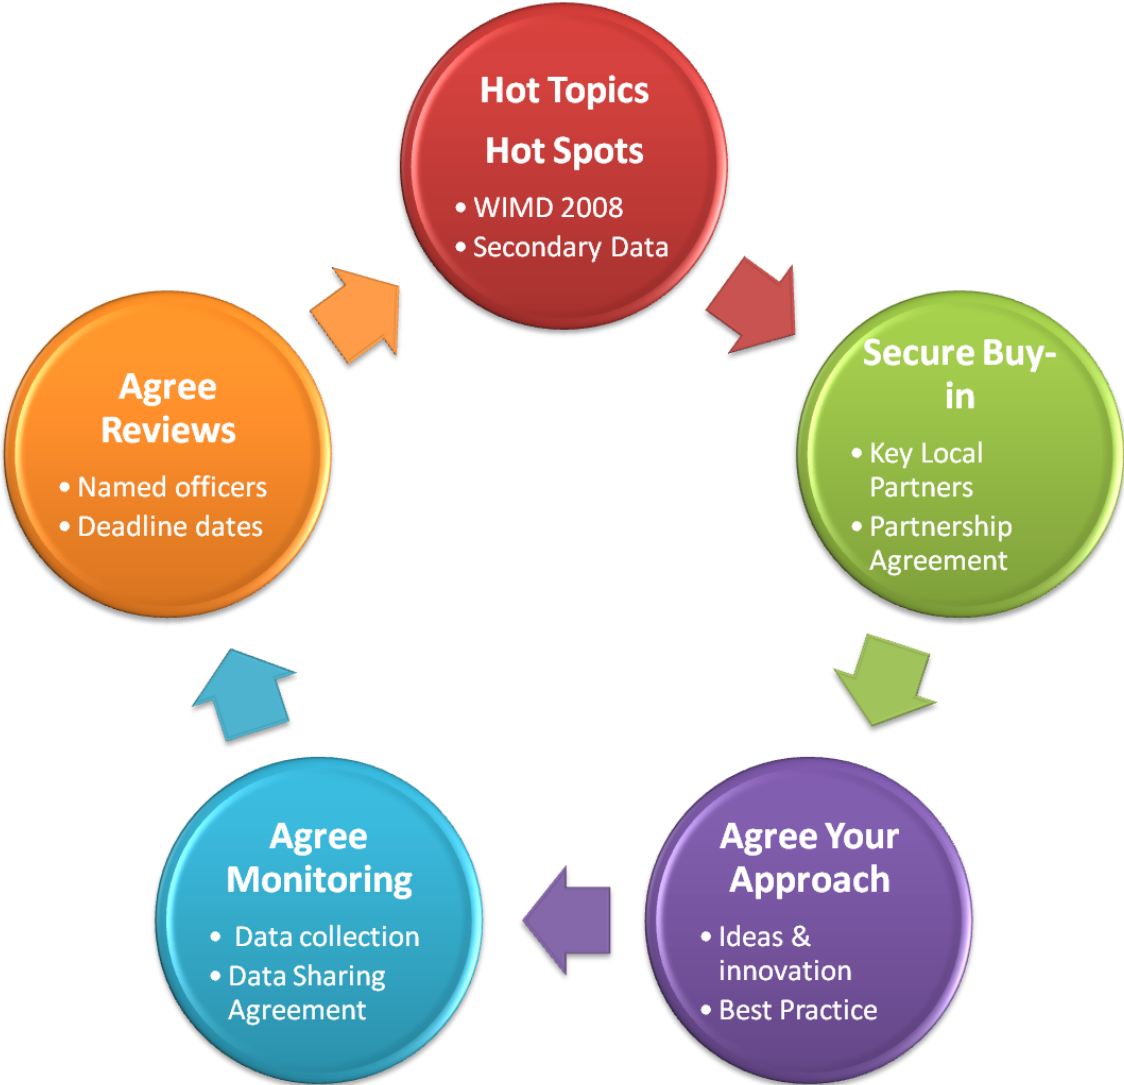 Hot Topics
Hot Spots
• WIMD 2008
• Secondary Data
Secure Buy-
in
• Key Local
Partners
• Partnership
Agreement
Agree Your
Approach
• Ideas &
innovation
• Best Practice
Agree
Monitoring
• Data collection
• Data Sharing
Agreement
Agree
Reviews
• Named officers
• Deadline dates